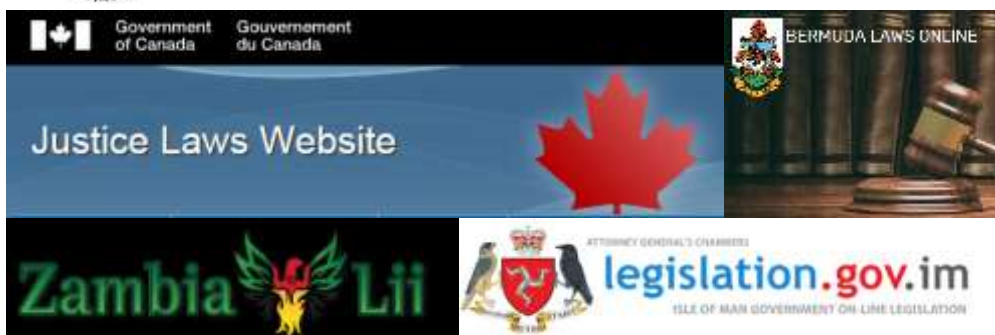 Government Gouvernement
of Canada du Canada
BERMUDA LAWS ONLINE
Justice Laws Website
Zambia Lii
ATTORNEY GENERAL'S CHAMBERS
legislation.gov.im
ISLE OF MAN GOVERNMENT ON-LINE LEGISLATION